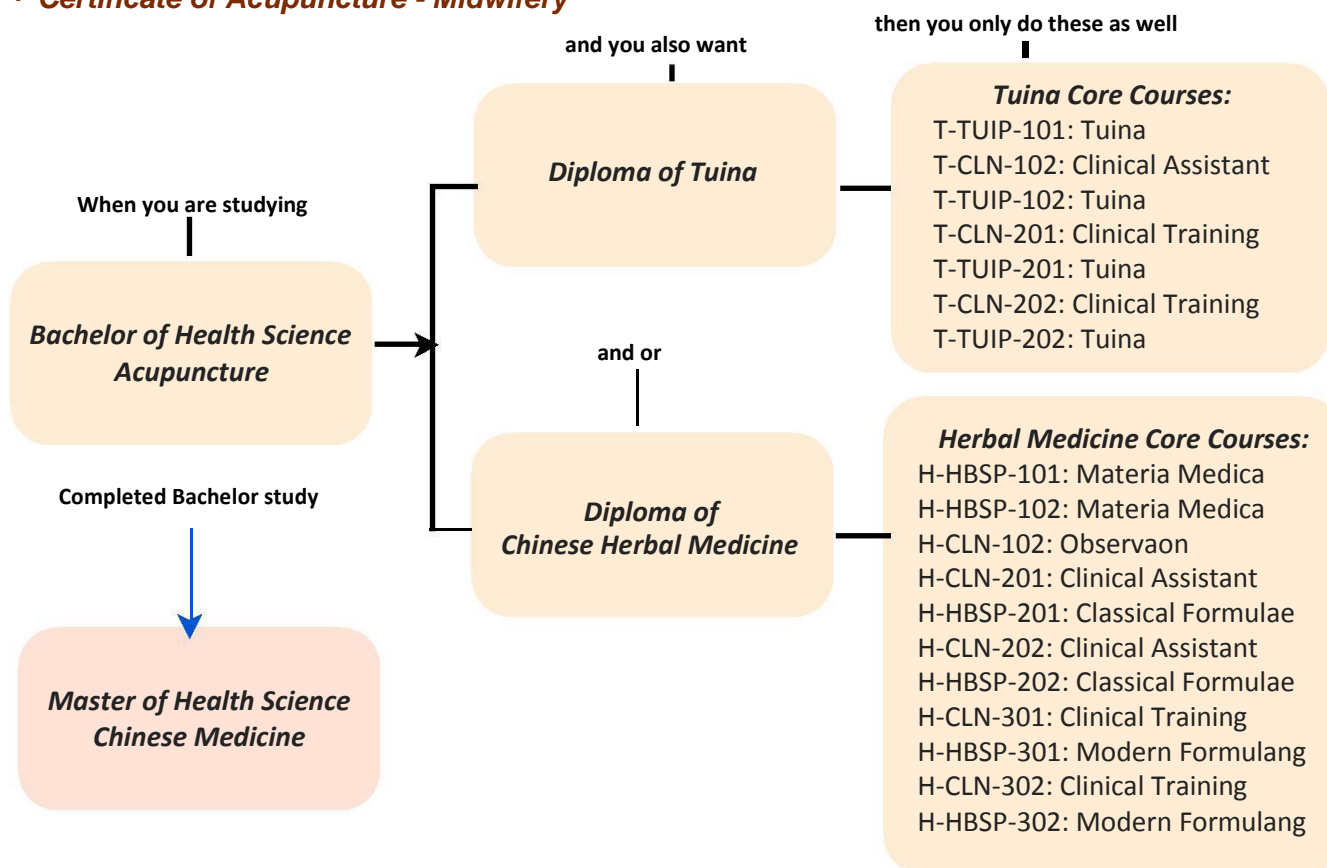 • Certificate of Acupuncture - Midwifery
then you only do these as well
and you also want
Tuina Core Courses:
T-TUIP-101: Tuina
T-CLN-102: Clinical Assistant
T-TUIP-102: Tuina
T-CLN-201: Clinical Training
T-TUIP-201: Tuina
T-CLN-202: Clinical Training
T-TUIP-202: Tuina
Diploma of Tuina
When you are studying
Bachelor of Health Science
Acupuncture
and or
Diploma of
Chinese Herbal Medicine
Herbal Medicine Core Courses:
H-HBSP-101: Materia Medica
H-HBSP-102: Materia Medica
H-CLN-102: Observaon
H-CLN-201: Clinical Assistant
H-HBSP-201: Classical Formulae
H-CLN-202: Clinical Assistant
H-HBSP-202: Classical Formulae
H-CLN-301: Clinical Training
H-HBSP-301: Modern Formulang
H-CLN-302: Clinical Training
H-HBSP-302: Modern Formulang
Completed Bachelor study
Master of Health Science
Chinese Medicine